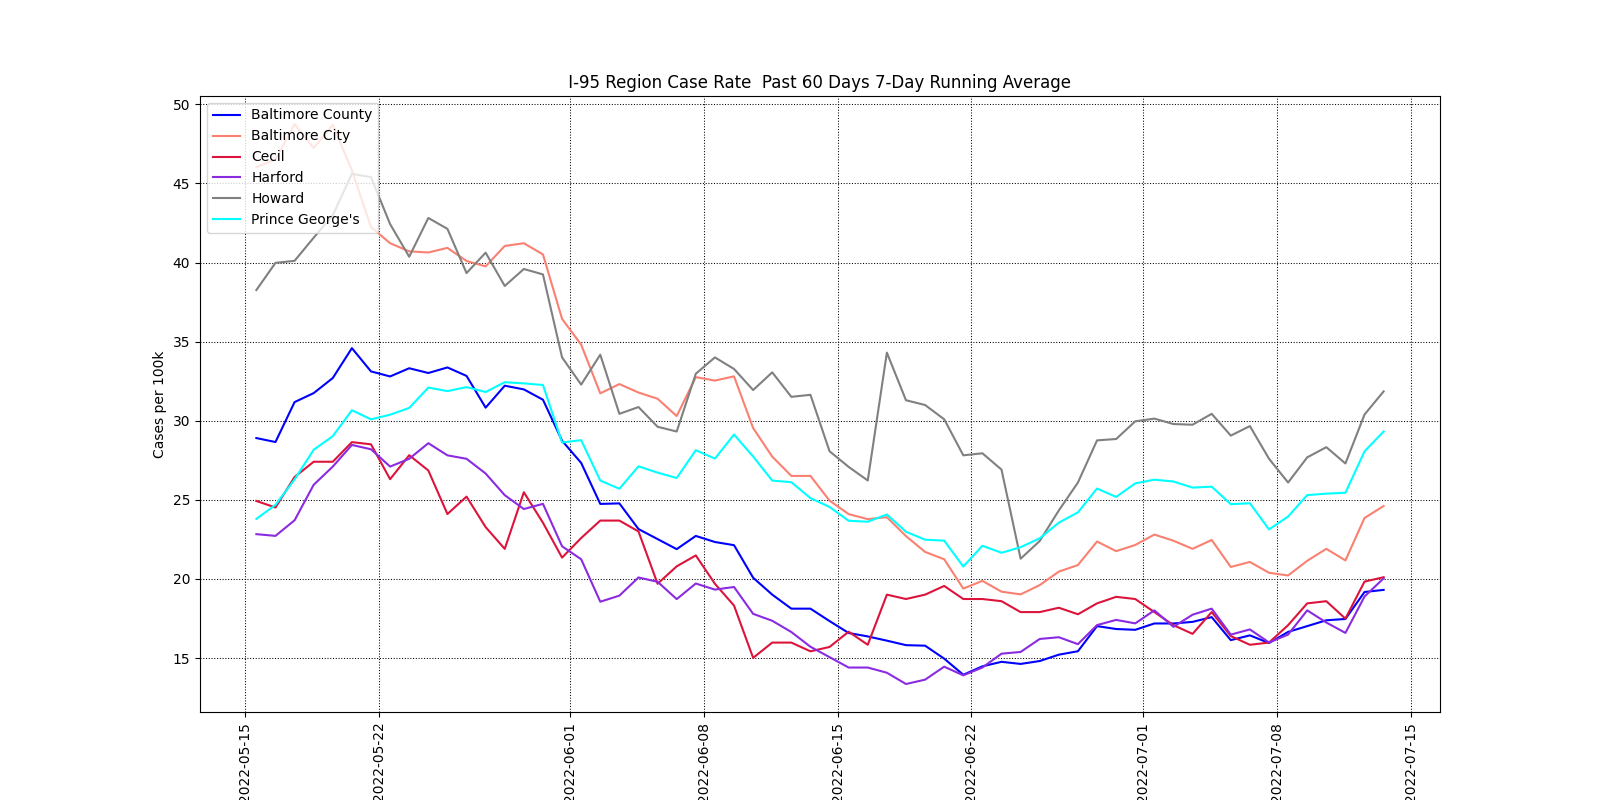 I-95 Region Case Rate  Past 60 Days 7-Day Running Average
Cases per 100k
50
45
40
35
30
25
20
15
Baltimore County
Baltimore City
Cecil
Harford
Howard
Prince George's
2022-05-15
2022-05-22
2022-06-01
2022-06-08
2022-06-15
2022-06-22
2022-07-01
2022-07-08
2022-07-15